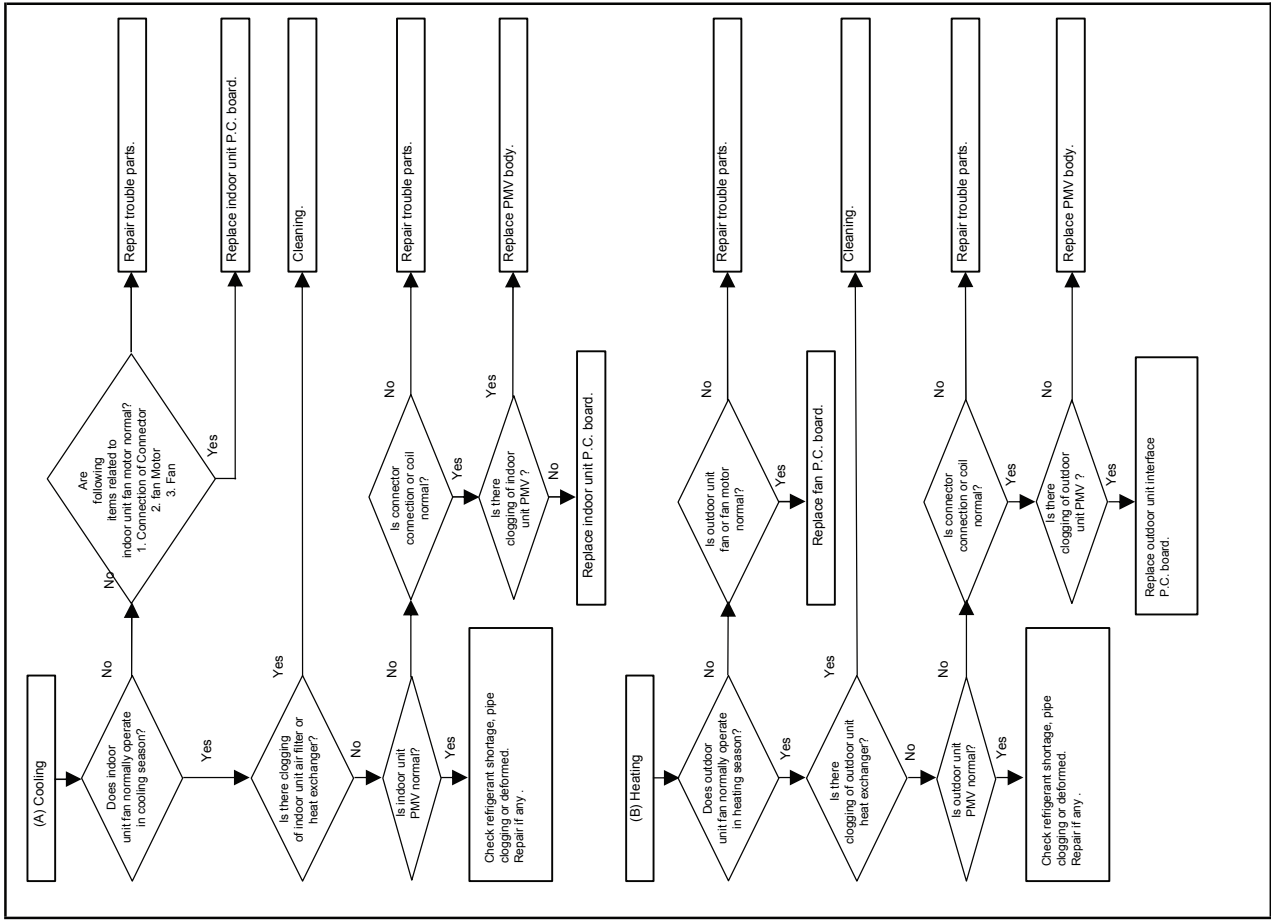 (A) Cooling
Does indoor
unit fan normally operate
in cooling season?
No
Are
following
items related to
indoor unit fan motor normal?
1. Connection of Connector
2. fan Motor
3. Fan
No
Repair trouble parts.
Yes
Replace indoor unit P.C. board.
Yes
Is there clogging
of indoor unit air filter or
heat exchanger?
Yes
Cleaning.
No
Is indoor unit
PMV normal?
No
Is connector
connection or coil
normal?
No
Repair trouble parts.
Yes
Is there
clogging of indoor
unit PMV ?
Yes
Replace PMV body.
No
Replace indoor unit P.C. board.
Yes
Check refrigerant shortage, pipe
clogging or deformed.
Repair if any .
(B) Heating
Does outdoor
unit fan normally operate
in heating season?
No
Is outdoor unit
fan or fan motor
normal?
No
Repair trouble parts.
Yes
Replace fan P.C. board.
Yes
Is there
clogging of outdoor unit
heat exchanger?
Yes
Cleaning.
No
Is outdoor unit
PMV normal?
No
Is connector
connection or coil
normal?
No
Repair trouble parts.
Yes
Is there
clogging of outdoor
unit PMV ?
No
Replace PMV body.
Yes
Replace outdoor unit interface
P.C. board.
Yes
Check refrigerant shortage, pipe
clogging or deformed.
Repair if any .